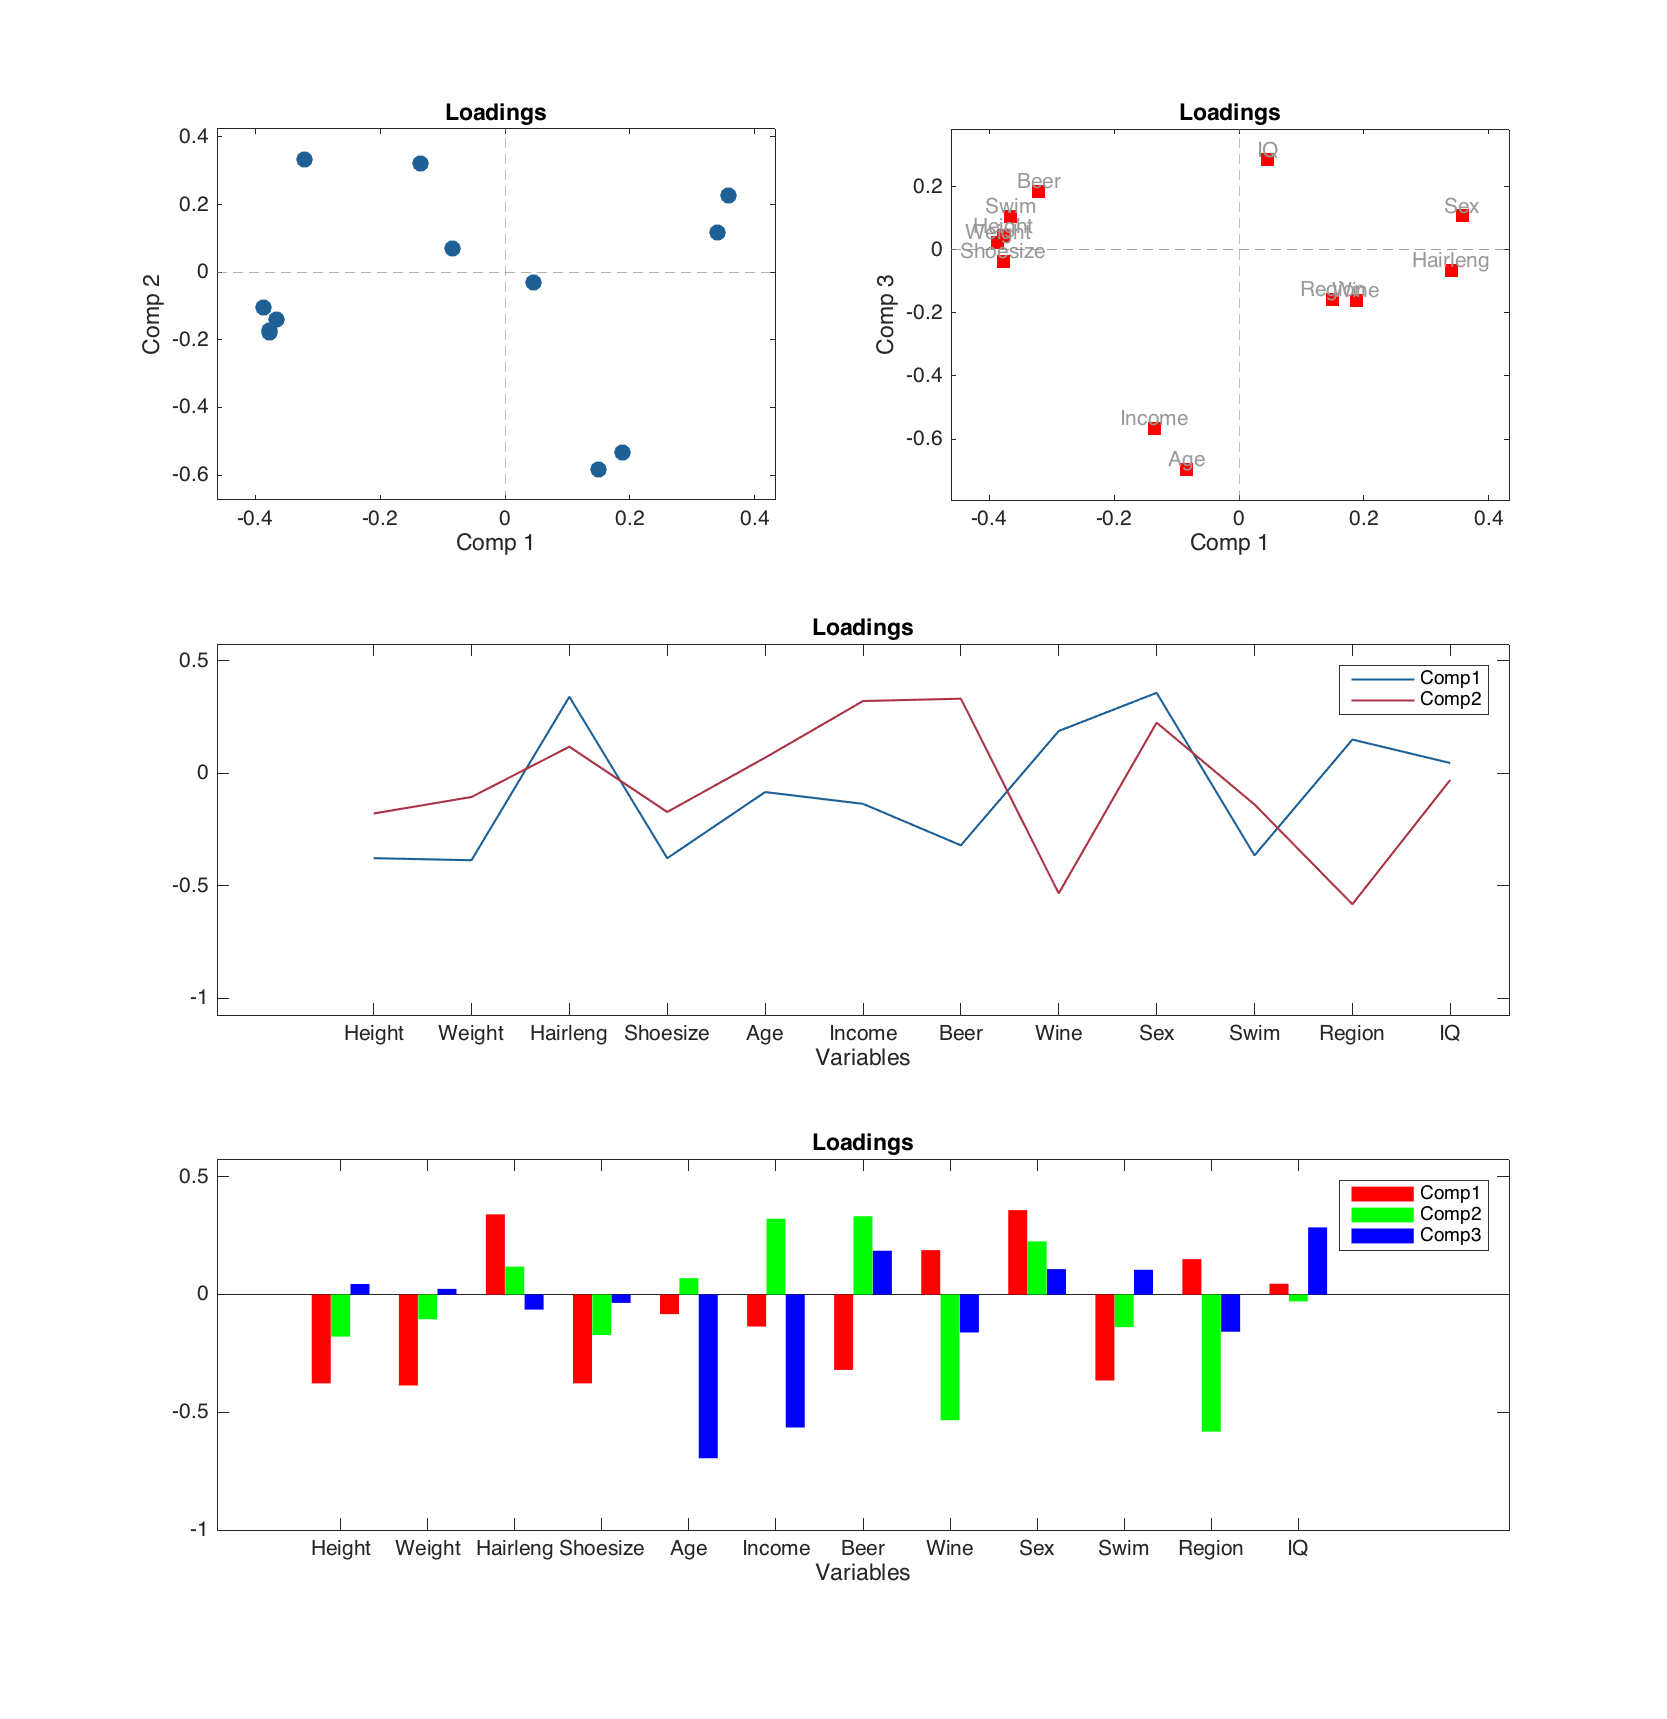 Loadings
0.4
0.2
0
-0.2
-0.4
-0.6
Comp 2
-0.4 -0.2 0 0.2 0.4
Comp 1
Loadings
0.2
0
-0.2
-0.4
-0.6
Comp 3
IQ
Beer
Swim
Sex
Height
Weight
Shoesize
Hairleng
Region
Wine
Income
Age
-0.4 -0.2 0 0.2 0.4
Comp 1
Loadings
0.5
0
-0.5
-1
Comp1
Comp2
Height Weight Hairleng Shoesize Age Income Beer Wine Sex Swim Region IQ
Variables
Loadings
0.5
0
-0.5
-1
Comp1
Comp2
Comp3
Height Weight Hairleng Shoesize Age Income Beer Wine Sex Swim Region IQ
Variables